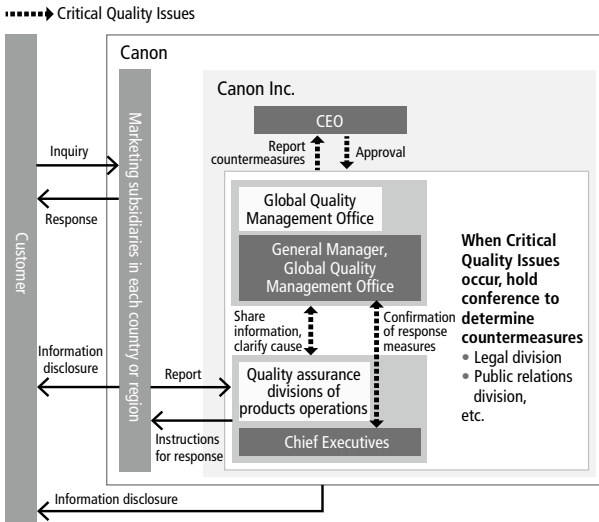 Critical Quality Issues
Canon
Canon Inc.
CEO
Report
countermeasures
Approval
Customer
Inquiry
Response
Marketing subsidiaries in each country or region
Global Quality
Management Office
General Manager,
Global Quality
Management Office
When Critical
Quality Issues
occur, hold
conference to
determine
countermeasures
• Legal division
• Public relations
division,
etc.
Share
information,
clarify cause
Confirmation
of response
measures
Information
disclosure
Report
Quality assurance
divisions of
products operations
Instructions
for response
Chief Executives
Information disclosure